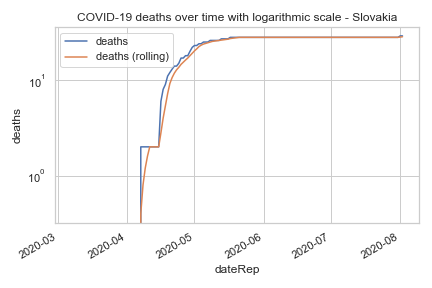 COVID-19 deaths over time with logarithmic scale - Slovakia
deaths
deaths (rolling)
10¹
10⁰
deaths
2020-03
2020-04
2020-05
2020-06
2020-07
2020-08
dateRep